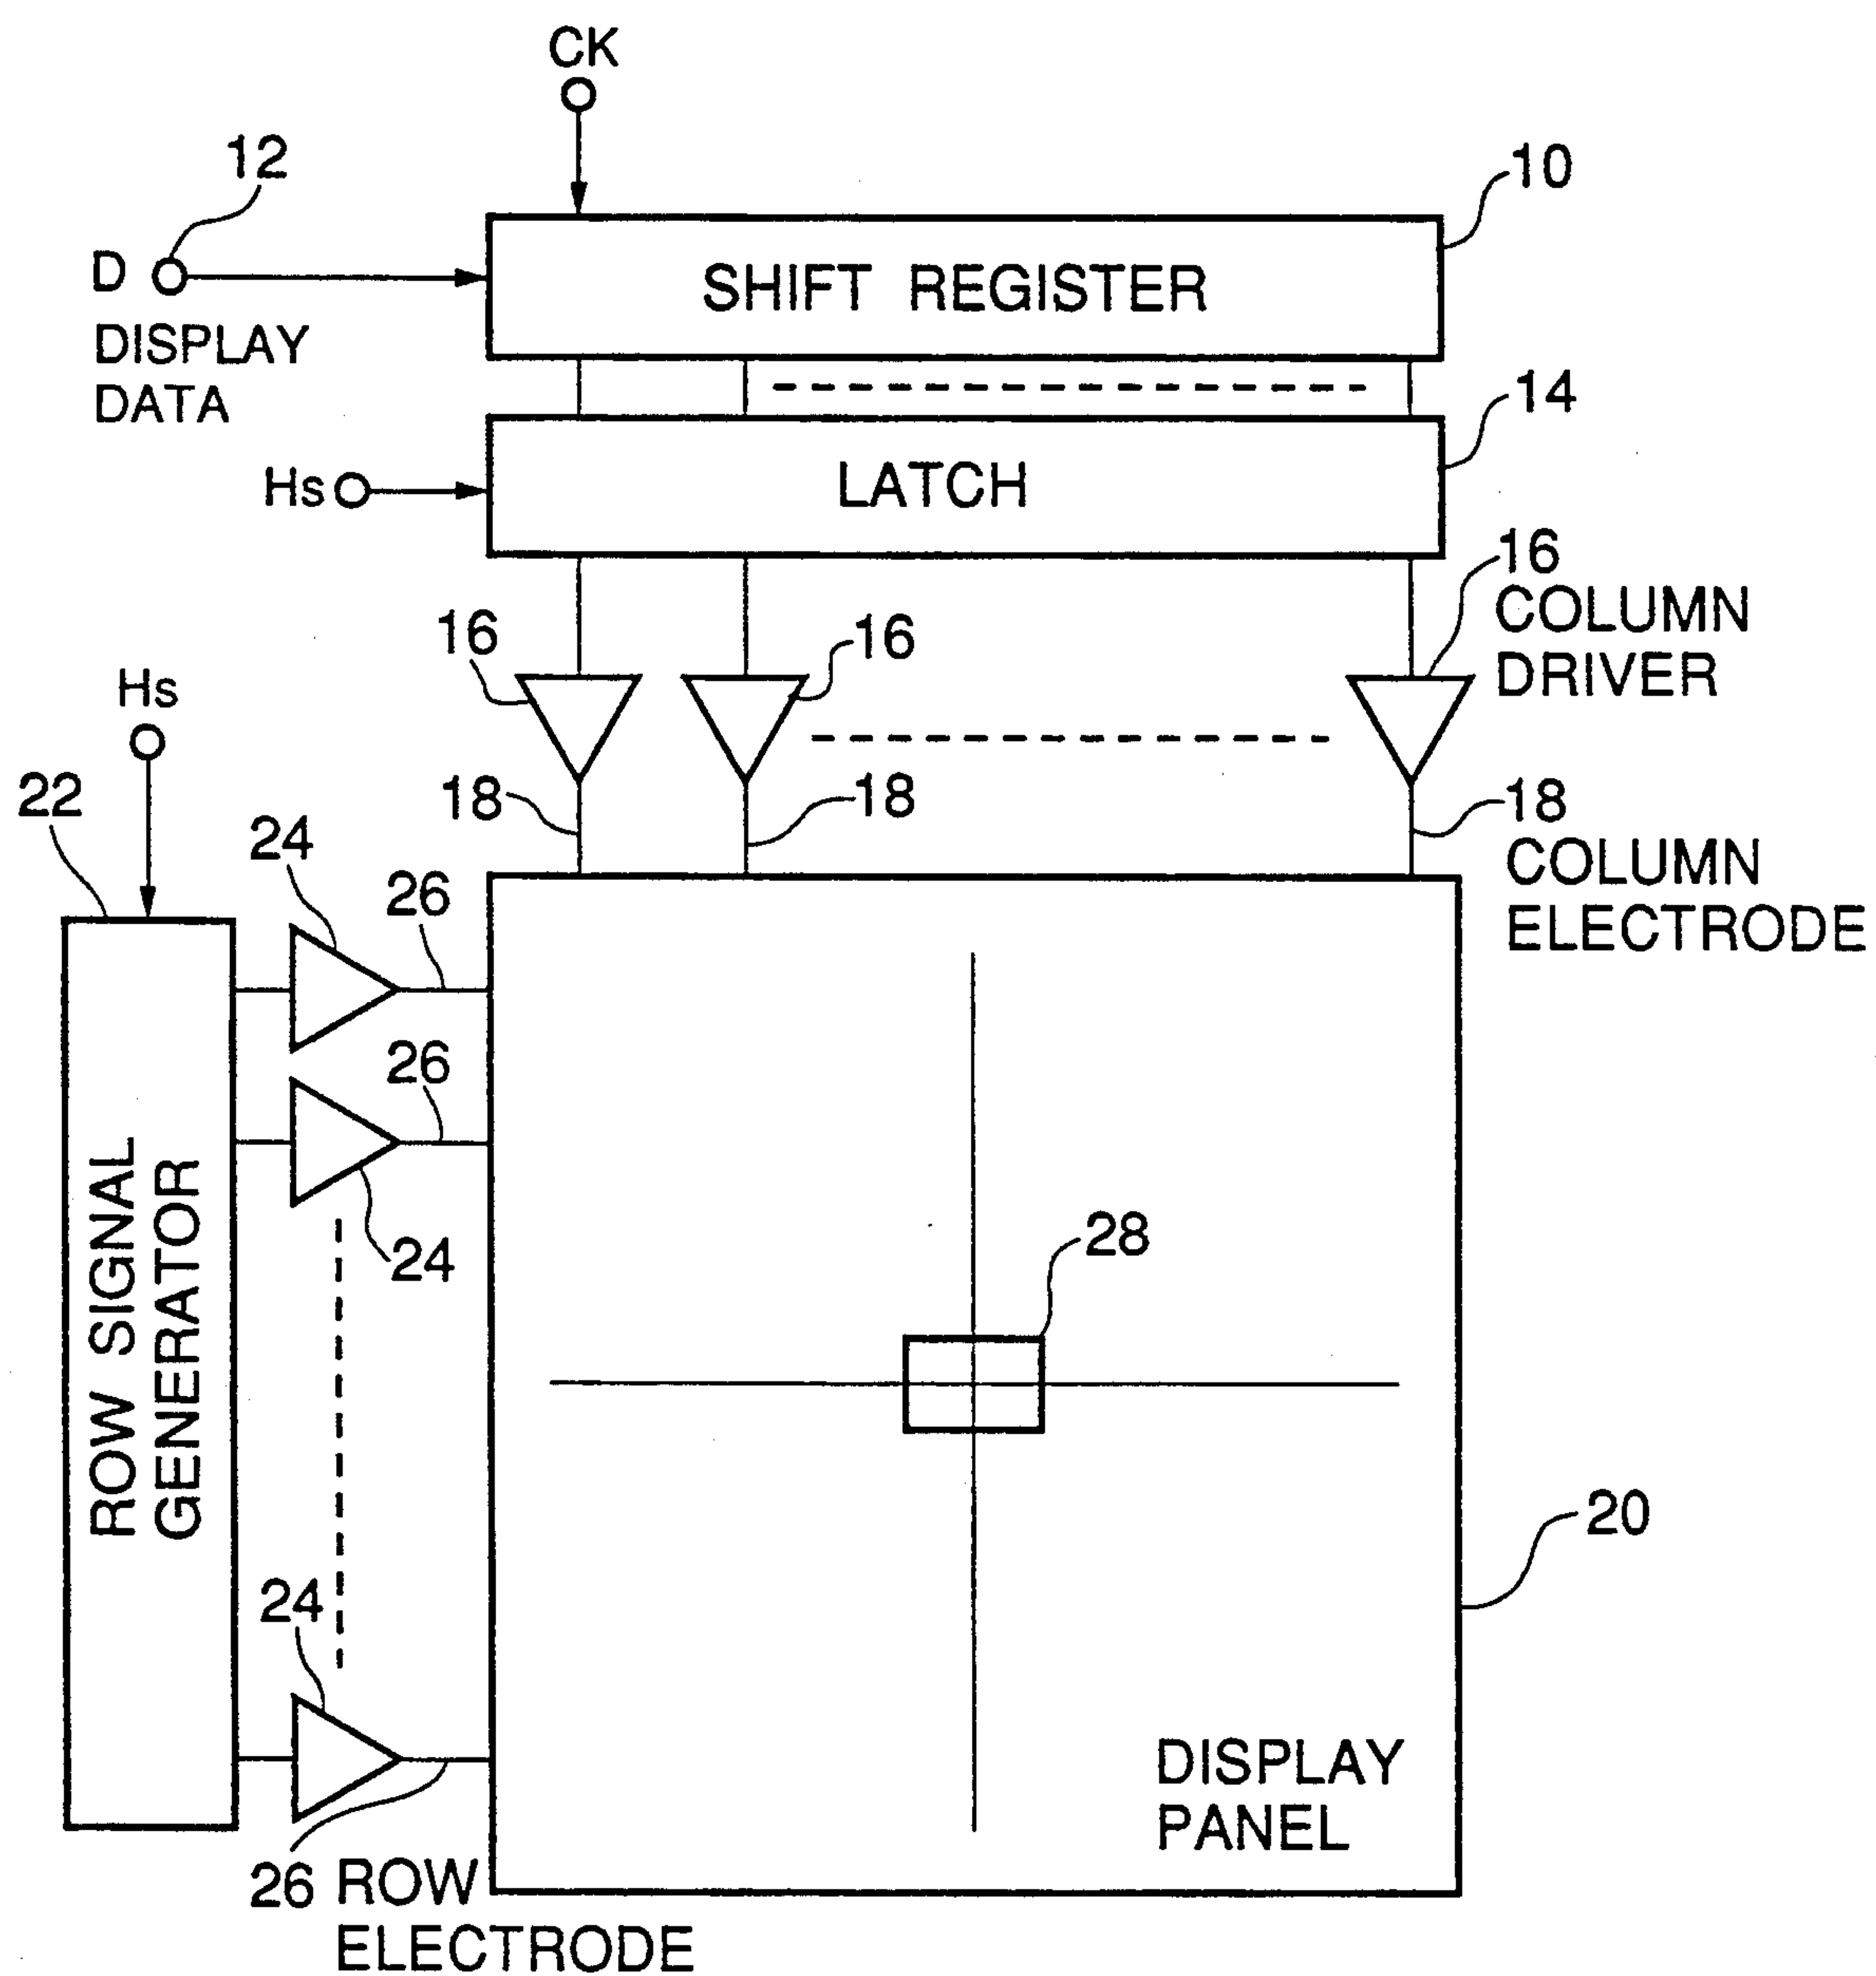 CK
12
10
D
SHIFT REGISTER
DISPLAY
DATA
14
Hs
LATCH
16
COLUMN
DRIVER
16
16
Hs
22
18
18
18
COLUMN
ELECTRODE
24
26
26
24
28
ROW SIGNAL
GENERATOR
20
24
DISPLAY
PANEL
26 ROW
ELECTRODE